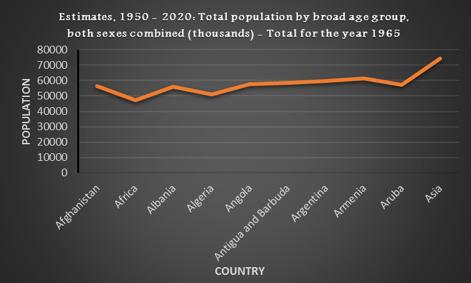 Estimates, 1950 – 2020: Total population by broad age group,
both sexes combined (thousands) – Total for the year 1965
80000
70000
60000
50000
40000
30000
20000
10000
0
POPULATION
Afghanistan
Africa
Albania
Algeria
Angola
Antigua and Barbuda
Argentina
Armenia
Aruba
Asia
COUNTRY